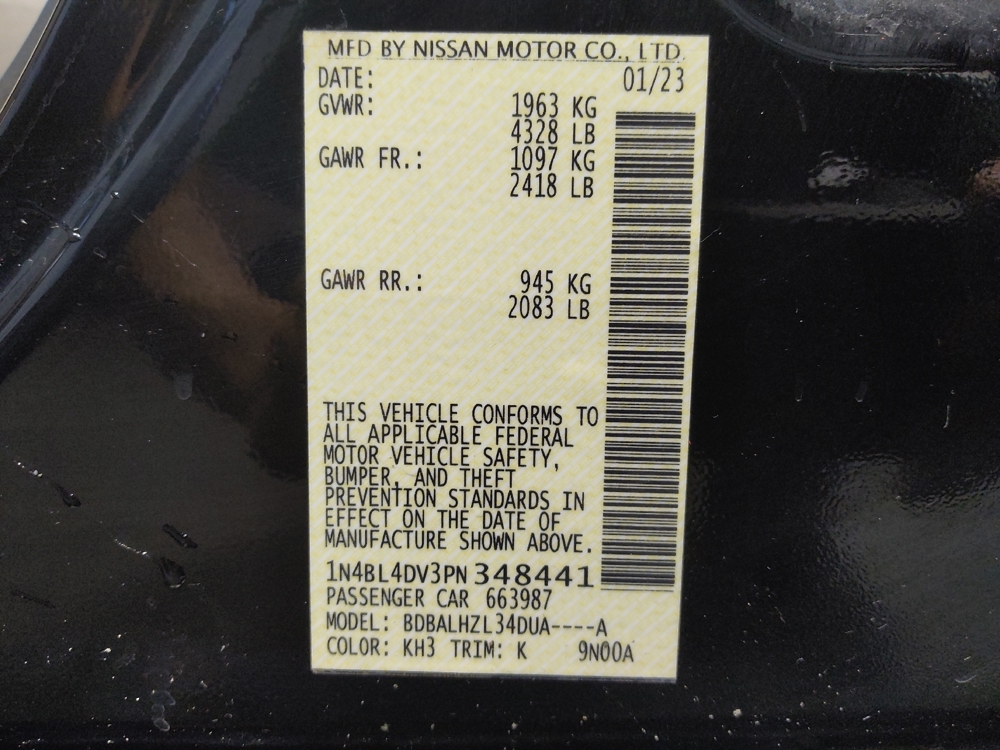 MFD BY NISSAN MOTOR CO., LTD.
DATE: 01/23
GVWR: 1963 KG
4328 LB
GAWR FR.: 1097 KG
2418 LB
GAWR RR.: 945 KG
2083 LB
THIS VEHICLE CONFORMS TO
ALL APPLICABLE FEDERAL
MOTOR VEHICLE SAFETY,
BUMPER, AND THEFT
PREVENTION STANDARDS IN
EFFECT ON THE DATE OF
MANUFACTURE SHOWN ABOVE.
1N4BL4DV3PN348441
PASSENGER CAR 663987
MODEL: BDBALHZL34DUA----A
COLOR: KH3 TRIM: K 9N00A